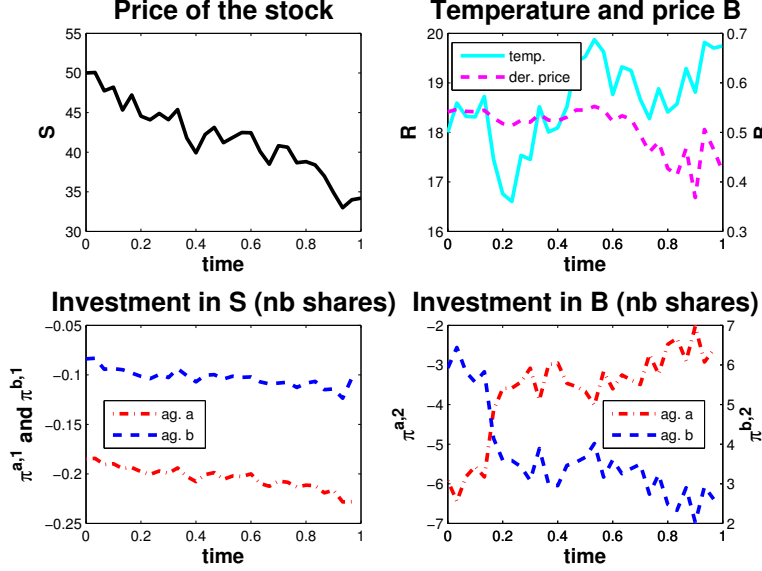 Price of the stock
55
50
45
40
35
30
S
0 0.2 0.4 0.6 0.8 1
time
Temperature and price B
20
19
18
17
16
R
temp.
der. price
0.7
0.6
0.5
0.4
0.3
0 0.2 0.4 0.6 0.8 1
time
Investment in S (nb shares)
−0.05
−0.1
−0.15
−0.2
−0.25
π^a,1 and π^b,1
ag. a
ag. b
0 0.2 0.4 0.6 0.8 1
time
Investment in B (nb shares)
−2
−3
−4
−5
−6
−7
π^a,2
ag. a
ag. b
7
6
5
4
3
2
π^b,2
0 0.2 0.4 0.6 0.8 1
time